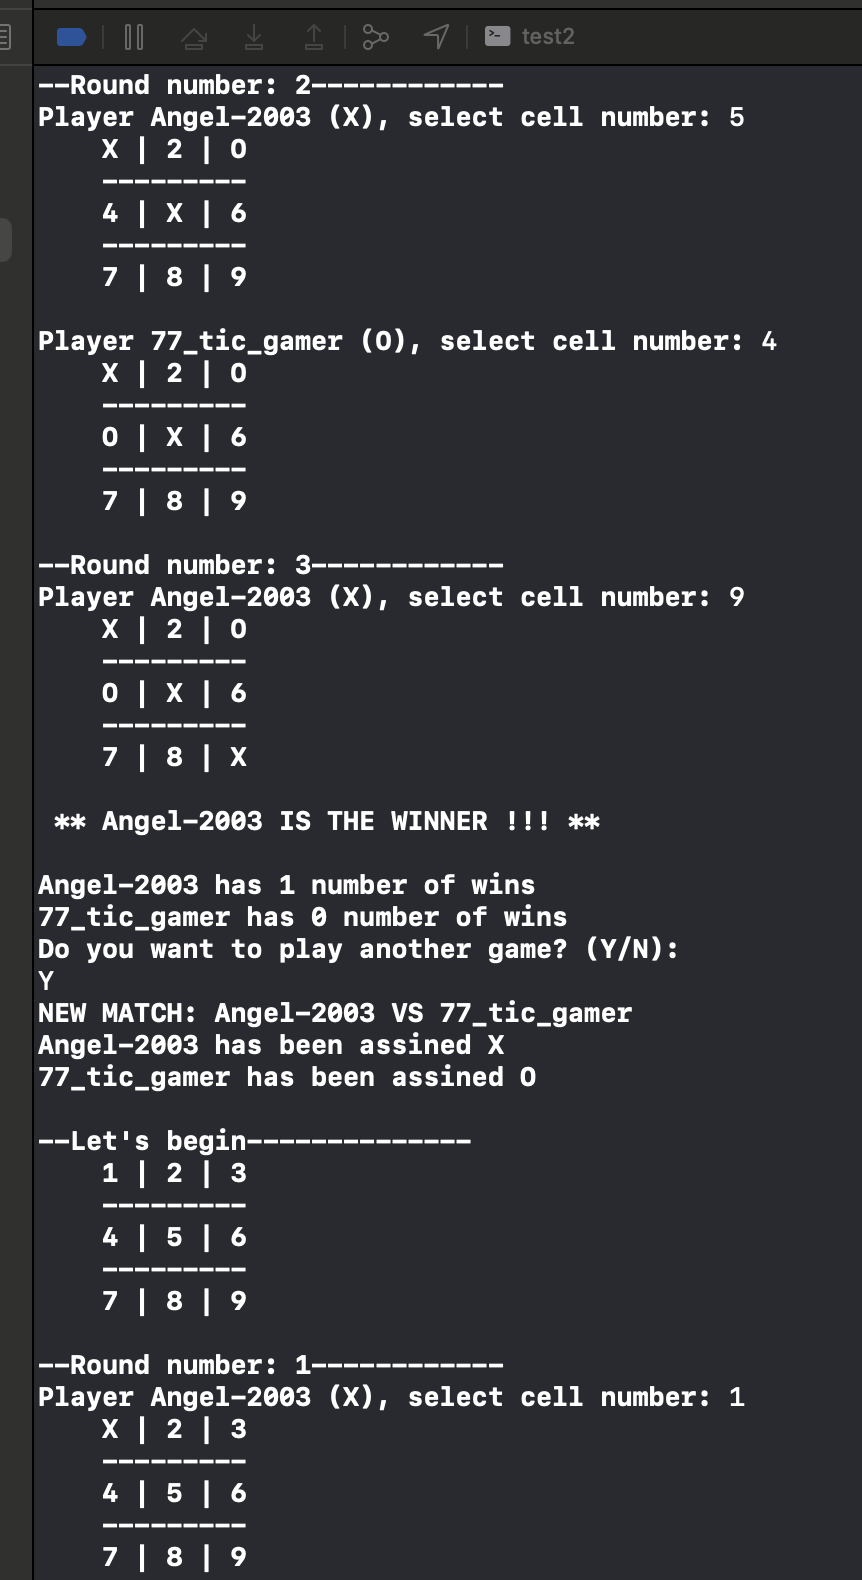 test2
--Round number: 2------------
Player Angel-2003 (X), select cell number: 5
    X | 2 | O
    ---------
    4 | X | 6
    ---------
    7 | 8 | 9

Player 77_tic_gamer (O), select cell number: 4
    X | 2 | O
    ---------
    O | X | 6
    ---------
    7 | 8 | 9

--Round number: 3------------
Player Angel-2003 (X), select cell number: 9
    X | 2 | O
    ---------
    O | X | 6
    ---------
    7 | 8 | X

 ** Angel-2003 IS THE WINNER !!! **

Angel-2003 has 1 number of wins
77_tic_gamer has 0 number of wins
Do you want to play another game? (Y/N):
Y
NEW MATCH: Angel-2003 VS 77_tic_gamer
Angel-2003 has been assined X
77_tic_gamer has been assined O

--Let's begin--------------
    1 | 2 | 3
    ---------
    4 | 5 | 6
    ---------
    7 | 8 | 9

--Round number: 1------------
Player Angel-2003 (X), select cell number: 1
    X | 2 | 3
    ---------
    4 | 5 | 6
    ---------
    7 | 8 | 9